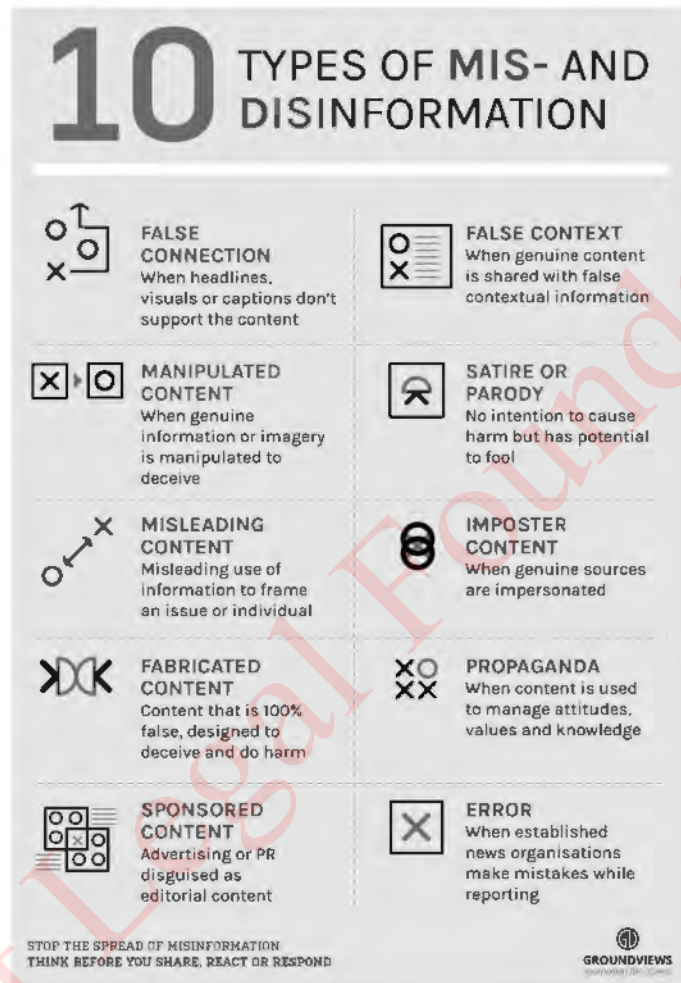 10 TYPES OF MIS- AND
DISINFORMATION
FALSE
CONNECTION
When headlines,
visuals or captions don't
support the content
FALSE CONTEXT
When genuine content
is shared with false
contextual information
MANIPULATED
CONTENT
When genuine
information or imagery
is manipulated to
deceive
SATIRE OR
PARODY
No intention to cause
harm but has potential
to fool
MISLEADING
CONTENT
Misleading use of
information to frame
an issue or individual
IMPOSTER
CONTENT
When genuine sources
are impersonated
FABRICATED
CONTENT
Content that is 100%
false, designed to
deceive and do harm
PROPAGANDA
When content is used
to manage attitudes,
values and knowledge
SPONSORED
CONTENT
Advertising or PR
disguised as
editorial content
ERROR
When established
news organisations
make mistakes while
reporting
STOP THE SPREAD OF MISINFORMATION
THINK BEFORE YOU SHARE, REACT OR RESPOND
GROUNDVIEWS
Legal Found